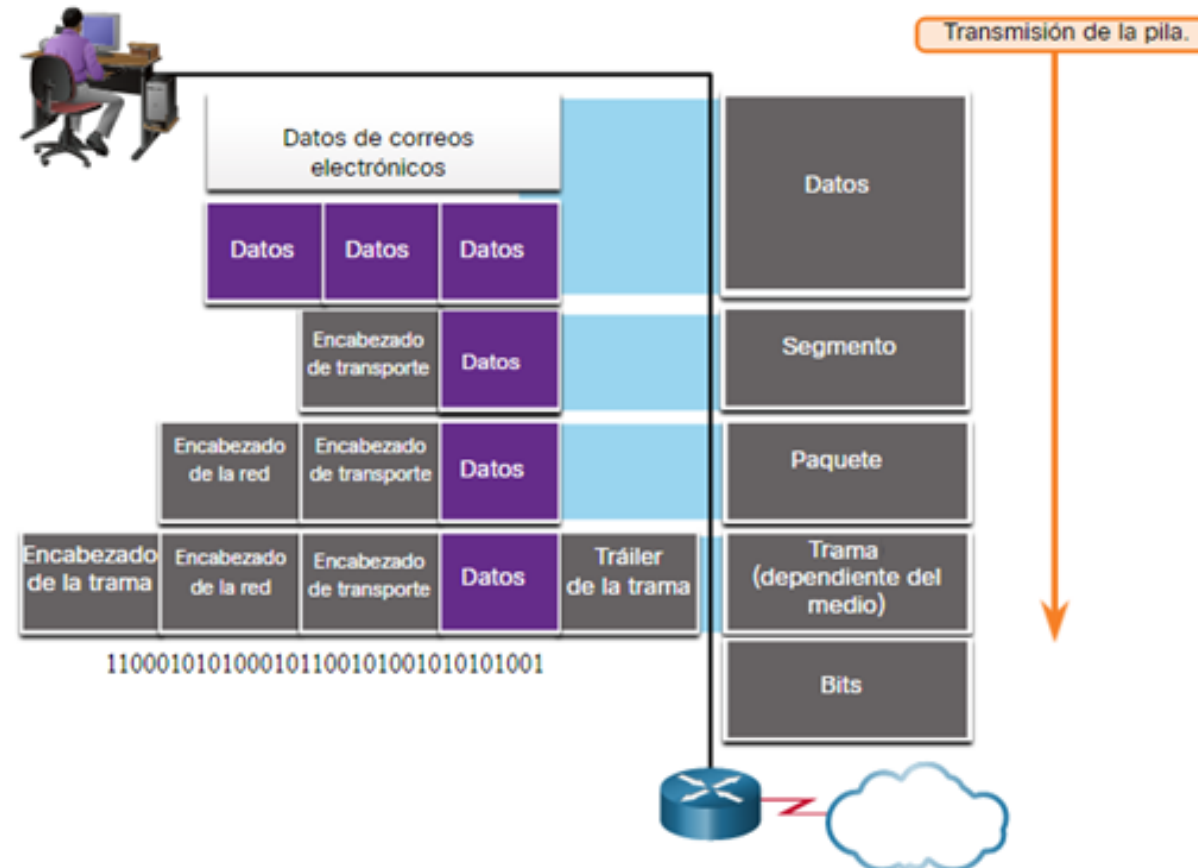 Transmisión de la pila.
Datos de correos
electrónicos
Datos
Datos
Datos
Datos
Encabezado
de transporte
Datos
Segmento
Encabezado
de la red
Encabezado
de transporte
Datos
Paquete
Encabezado
de la trama
Encabezado
de la red
Encabezado
de transporte
Datos
Tráiler
de la trama
Trama
(dependiente del
medio)
1100010101000101100101001010101001
Bits